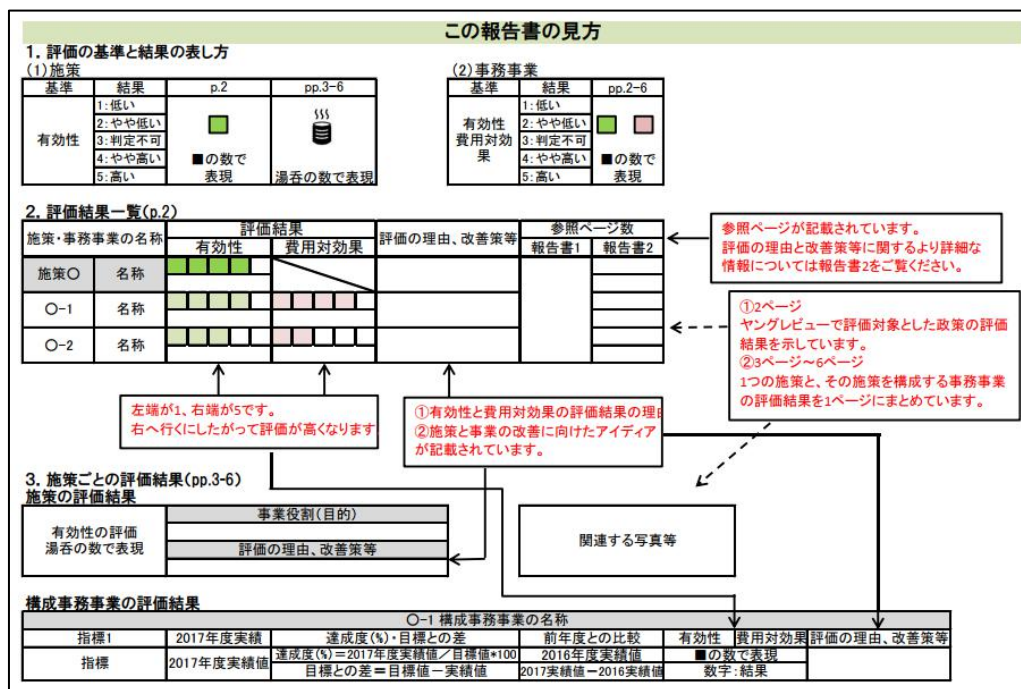 この報告書の見方
1．評価の基準と結果の表し方
(1)施策
基準 結果 p.2 pp.3-6
有効性
1：低い
2：やや低い
3：判定不可
4：やや高い
5：高い
■の数で
表現
湯呑の数で表現
(2)事務事業
基準 結果 pp.2-6
有効性
費用対効
果
1：低い
2：やや低い
3：判定不可
4：やや高い
5：高い
■の数で
表現
2．評価結果一覧(p.2)
施策・事務事業の名称 評価結果 評価の理由、改善策等 参照ページ数
有効性 費用対効果 報告書1 報告書2
施策〇 名称
〇-1 名称
〇-2 名称
参照ページが記載されています。
評価の理由と改善策等に関するより詳細な
情報については報告書2をご覧ください。
①2ページ
ヤングレビューで評価対象とした政策の評価
結果を示しています。
②3ページ～6ページ
1つの施策と、その施策を構成する事務事業
の評価結果を1ページにまとめています。
左端が1、右端が5です。
右へ行くにしたがって評価が高くなります
①有効性と費用対効果の評価結果の理由
②施策と事業の改善に向けたアイディア
が記載されています。
3．施策ごとの評価結果(pp.3-6)
施策の評価結果
有効性の評価
湯呑の数で表現
事業役割(目的)
評価の理由、改善策等
関連する写真等
構成事務事業の評価結果
〇-1 構成事務事業の名称
指標1 2017年度実績 達成度(%)・目標との差 前年度との比較 有効性 費用対効果 評価の理由、改善策等
指標 2017年度実績値 達成度(%)＝2017年度実績値／目標値*100 2016年度実績値 ■の数で表現
目標との差＝目標値－実績値 2017実績値－2016実績値 数字：結果